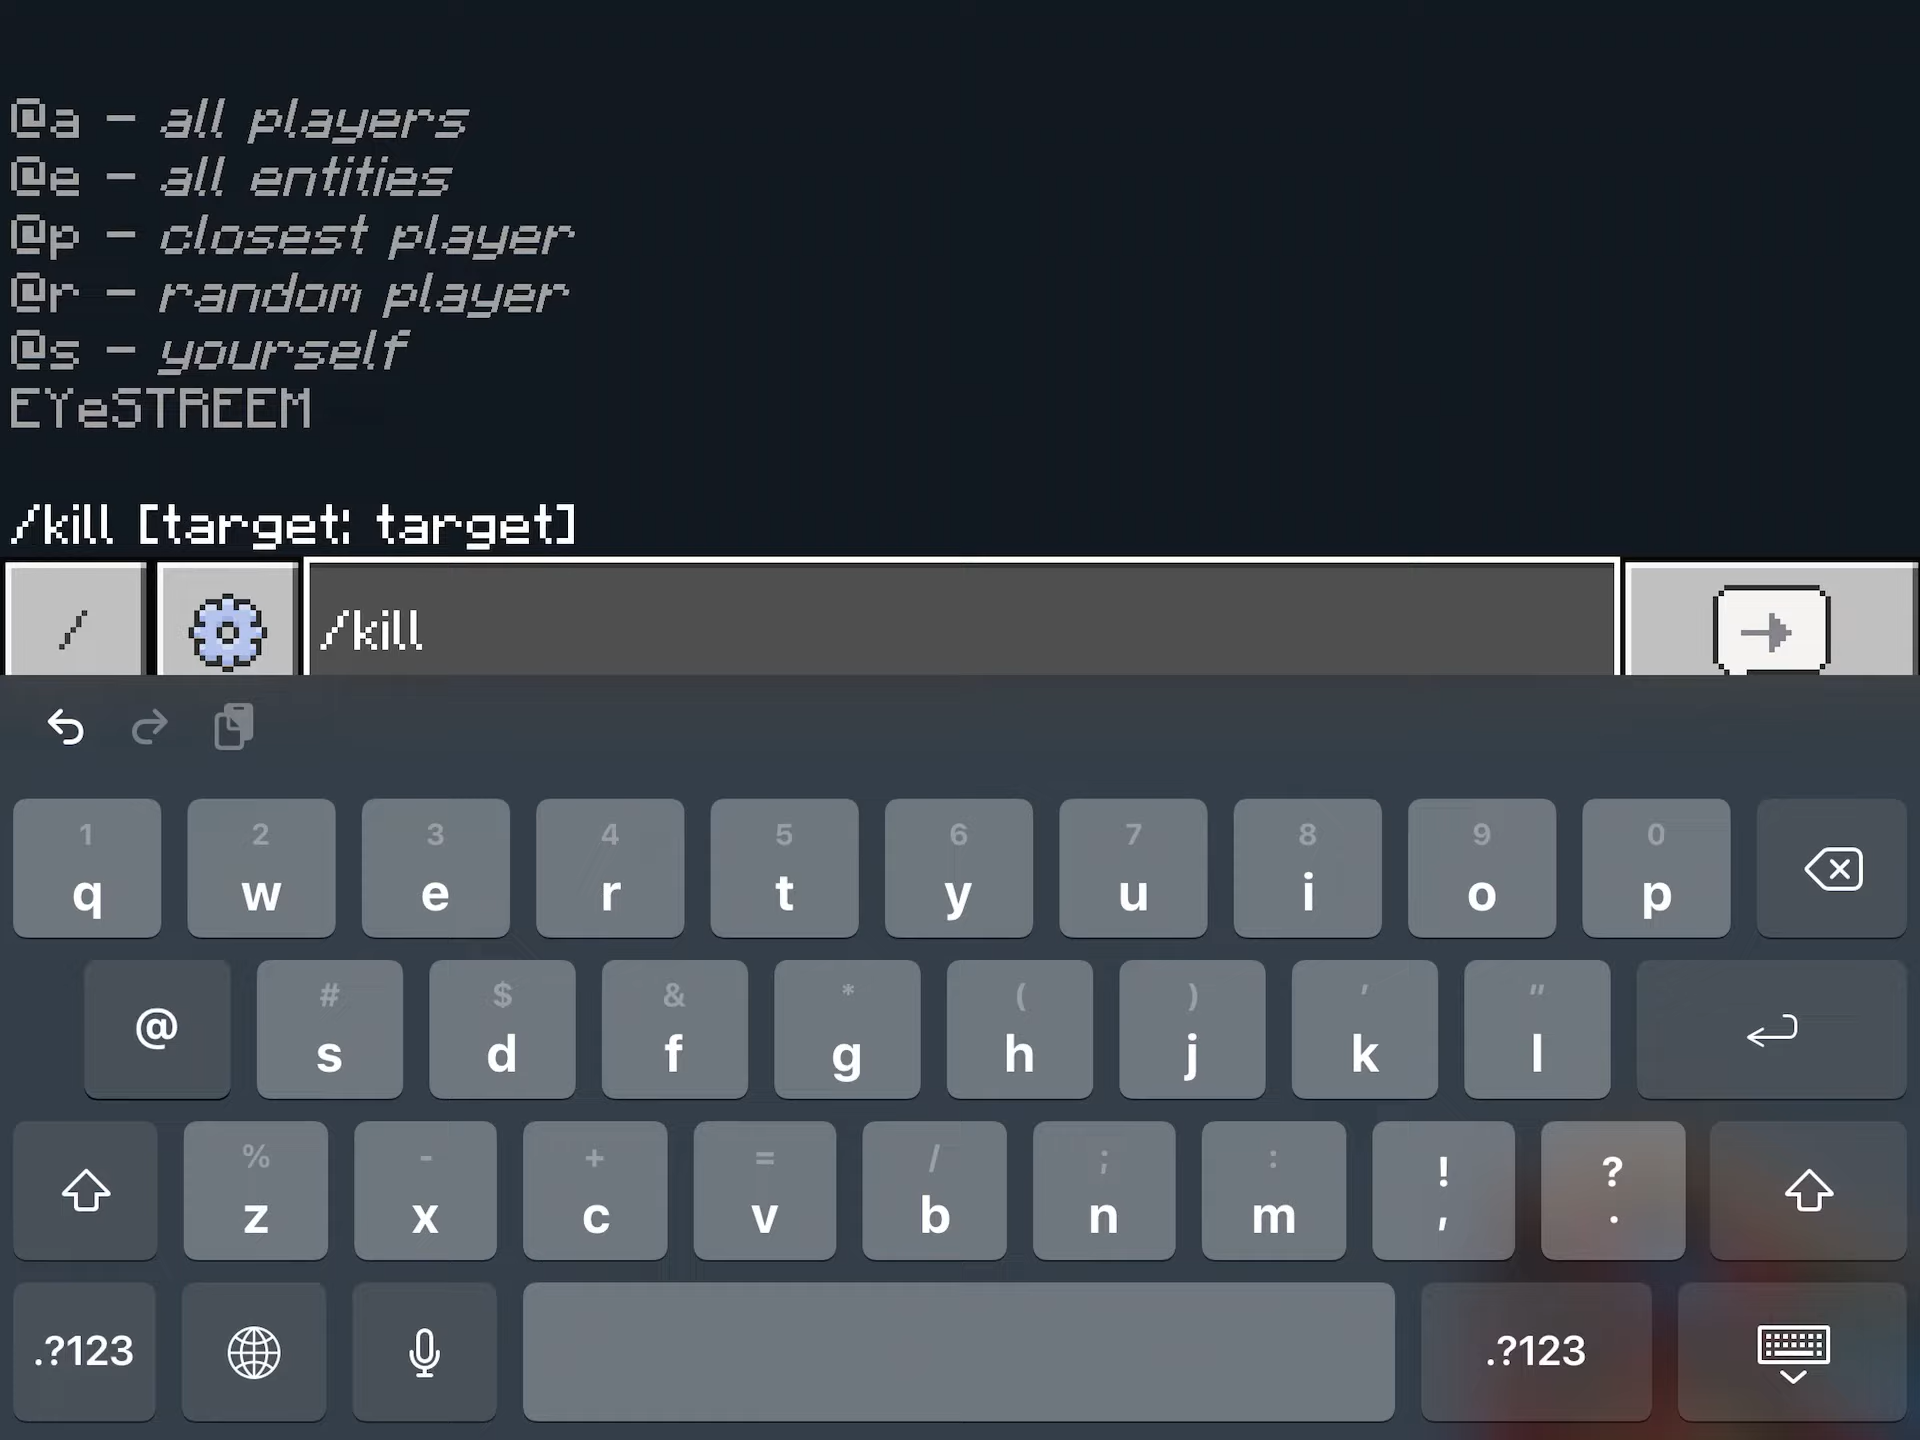 @a - all players
@e - all entities
@p - closest player
@r - random player
@s - yourself
EYeSTREEM
/kill [target: target]
/ /kill
1 2 3 4 5 6 7 8 9 0
q w e r t y u i o p
# $ & * ( ) ' "
@ s d f g h j k l
% - + = / ; : ! ?
z x c v b n m , .
.?123 .?123